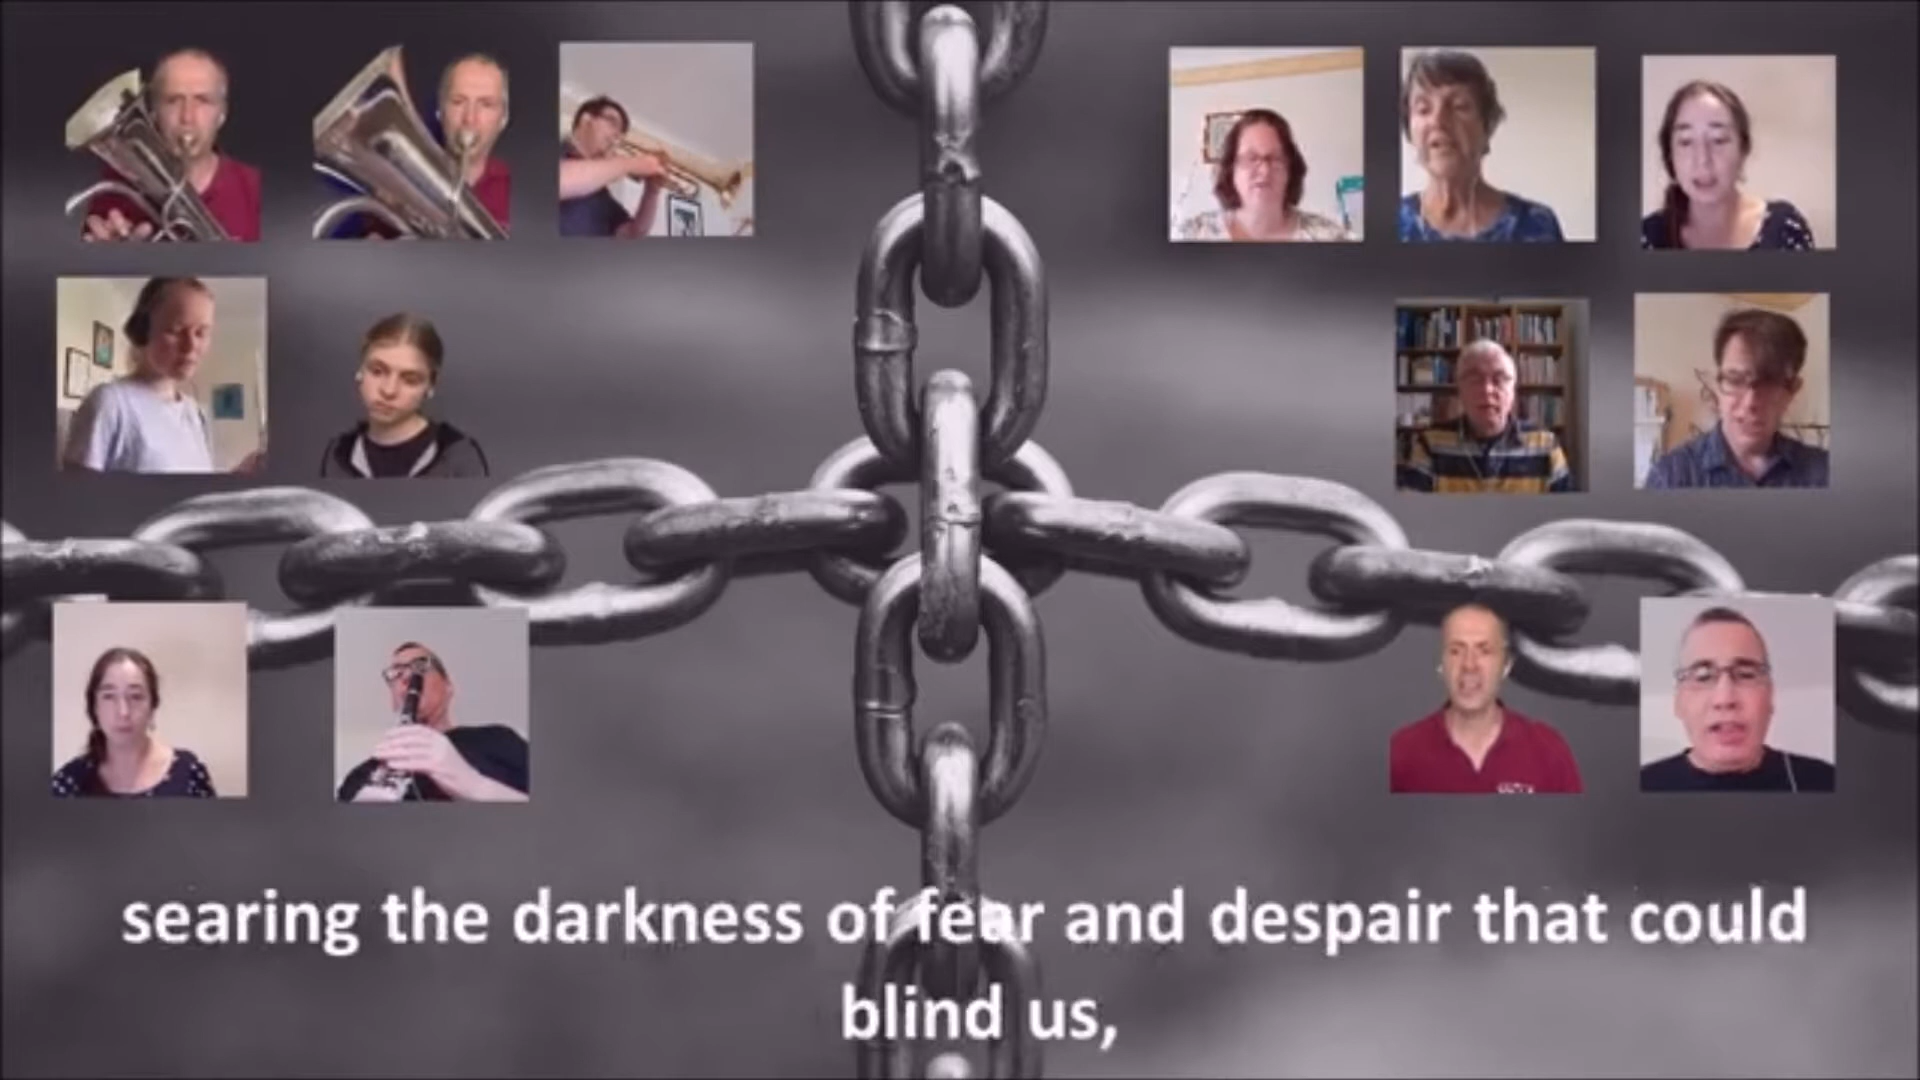 searing the darkness of fear and despair that could
blind us,